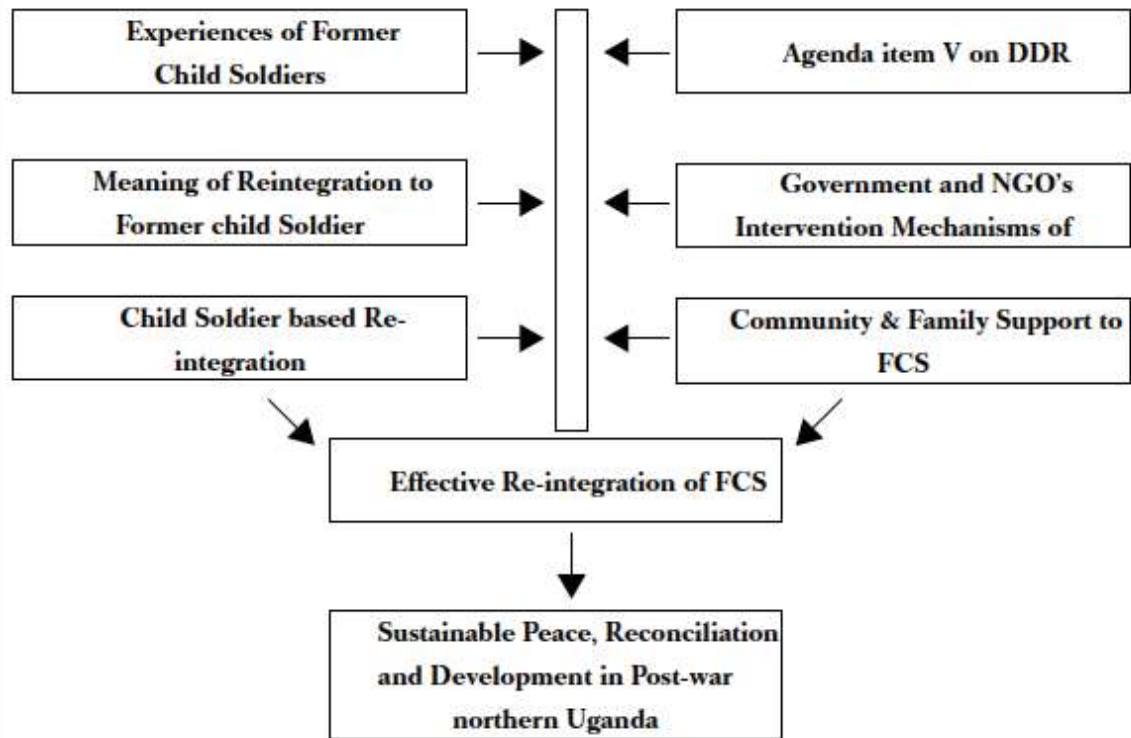 Experiences of Former
Child Soldiers
Agenda item V on DDR
Meaning of Reintegration to
Former child Soldier
Government and NGO's
Intervention Mechanisms of
Child Soldier based Re-
integration
Community & Family Support to
FCS
Effective Re-integration of FCS
Sustainable Peace, Reconciliation
and Development in Post-war
northern Uganda